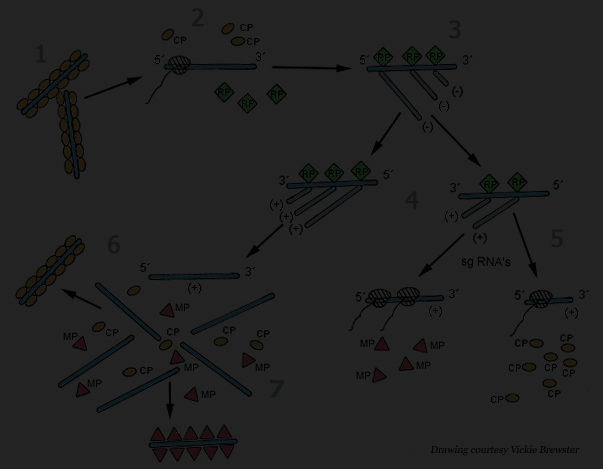 1
2
3
CP
CP
CP
5´
3´
RP
RP
RP
5´
RP
RP
RP
3´
(-)
(-)
(-)
3´
RP
RP
RP
5´
(+)
(+)
(+)
4
3´
RP
RP
5´
(+)
(+)
sg RNA's
5
6
5´
3´
(+)
3´
(+)
3´
5´
5´
(+)
MP
MP
MP
MP
CP
CP
CP
CP
CP
CP
CP
MP
CP
MP
CP
CP
CP
CP
MP
MP
CP
MP
MP
7
Drawing courtesy Vickie Brewster